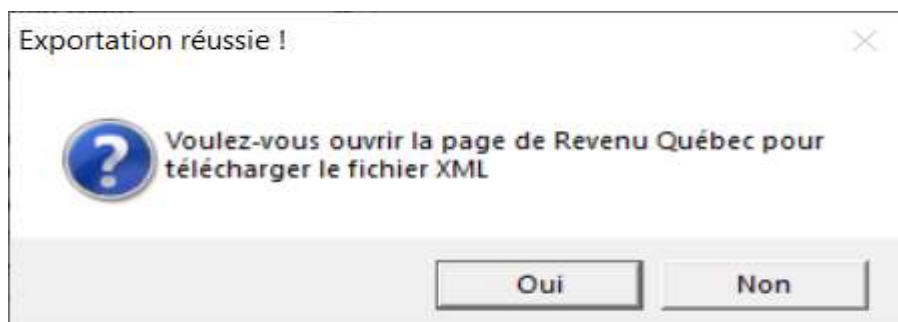 Exportation réussie !
Voulez-vous ouvrir la page de Revenu Québec pour
télécharger le fichier XML
Oui
Non